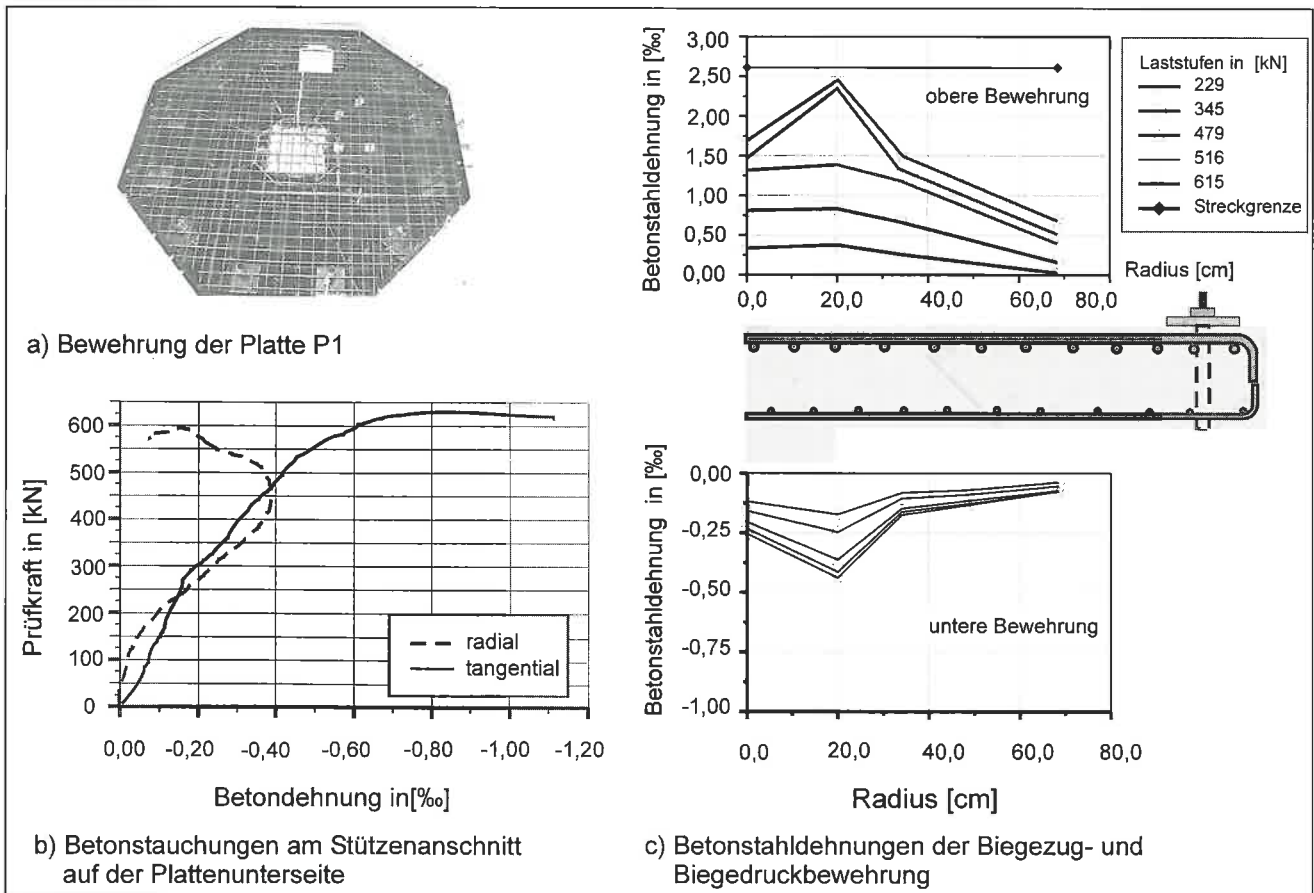 a) Bewehrung der Platte P1
Prüfkraft in [kN]
600
500
400
300
200
100
0
0,00 -0,20 -0,40 -0,60 -0,80 -1,00 -1,20
radial
tangential
Betondehnung in[‰]
b) Betonstauchungen am Stützenanschnitt
auf der Plattenunterseite
Betonstahldehnung in [‰]
3,00
2,50
2,00
1,50
1,00
0,50
0,00
obere Bewehrung
0,0 20,0 40,0 60,0 80,0
Radius [cm]
Laststufen in [kN]
229
345
479
516
615
Streckgrenze
Betonstahldehnung in [‰]
0,00
-0,25
-0,50
-0,75
-1,00
untere Bewehrung
0,0 20,0 40,0 60,0 80,0
Radius [cm]
c) Betonstahldehnungen der Biegezug- und
Biegedruckbewehrung